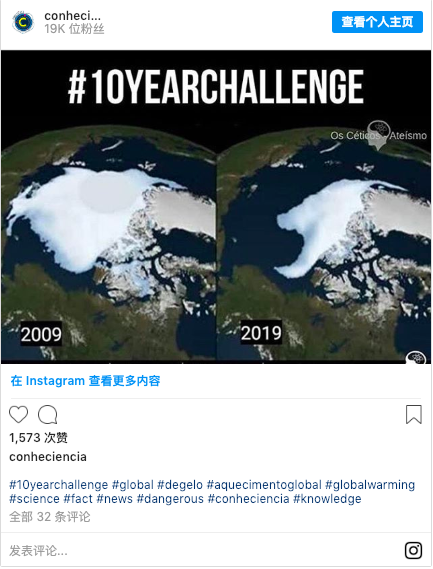 conheci...
19K 位粉丝
查看个人主页
#10YEARCHALLENGE
Os Céticos Ateísmo
2009
2019
在 Instagram 查看更多内容
1,573 次赞
conheciencia
#10yearchallenge #global #degelo #aquecimentoglobal #globalwarming
#science #fact #news #dangerous #conheciencia #knowledge
全部 32 条评论
发表评论...